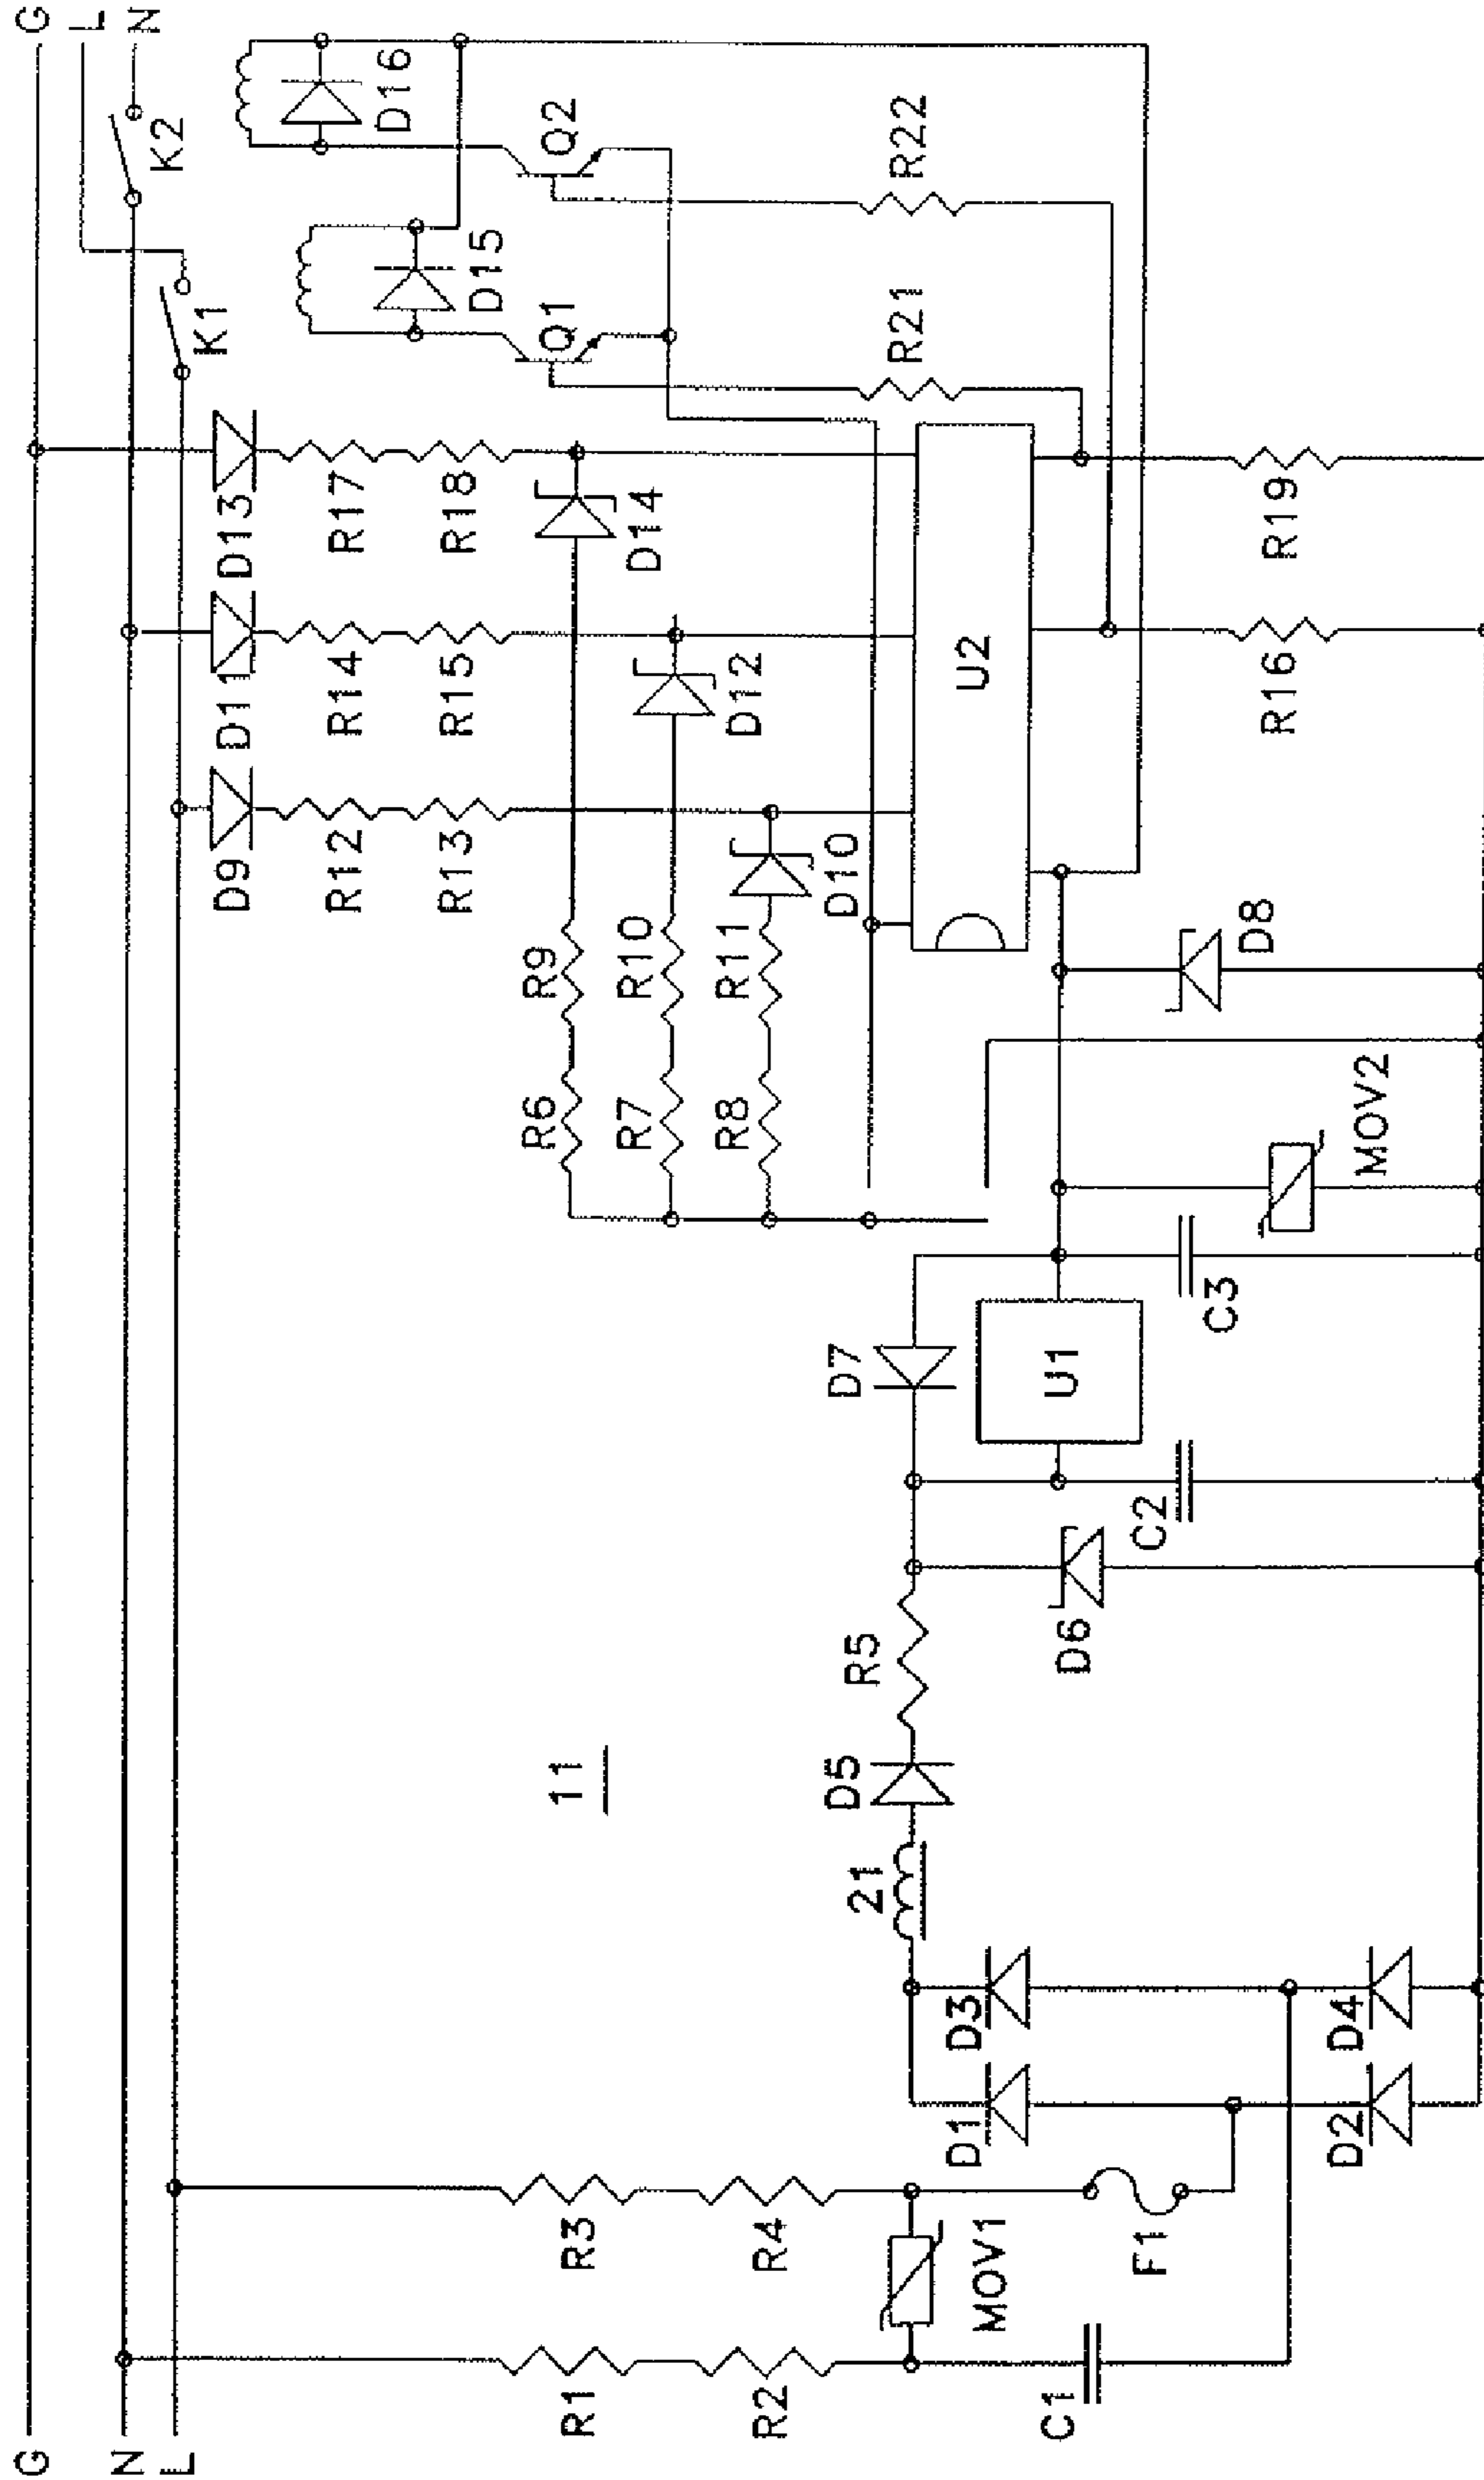 G
N
L
G
L
N
K1
K2
D16
D15
Q2
Q1
R22
R21
D9
D11
D13
R12
R14
R17
R13
R15
R18
D14
D12
D10
R6
R9
R7
R10
R8
R11
U2
R16
R19
D8
MOV2
C3
D7
U1
C2
D6
R5
D5
21
11
D3
D1
D4
D2
R3
R4
R1
R2
MOV1
F1
C1